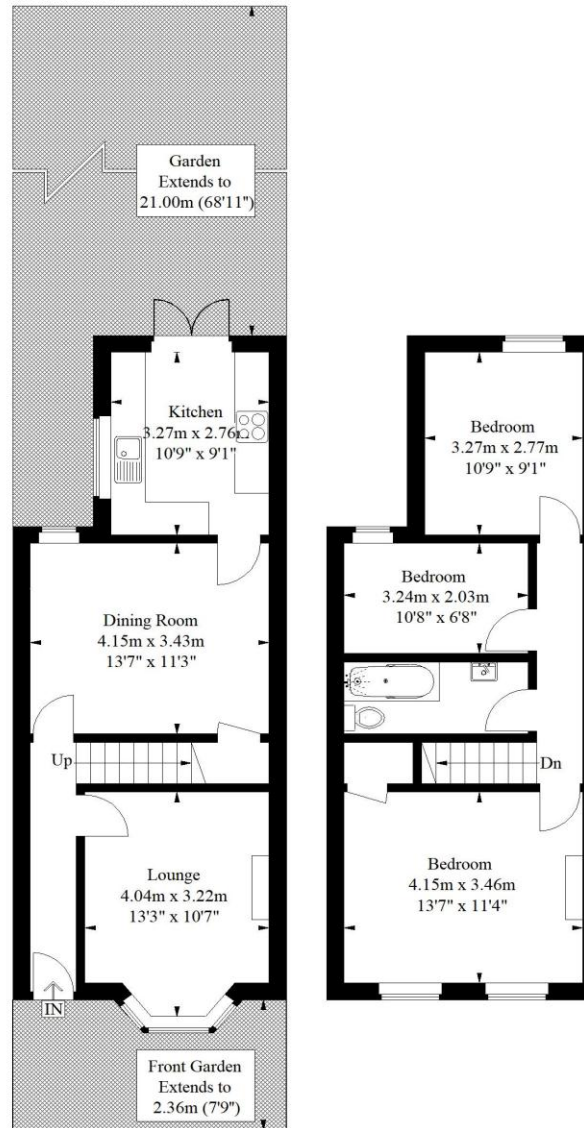 Garden
Extends to
21.00m (68'11")
Kitchen
3.27m x 2.76m
10'9" x 9'1"
Dining Room
4.15m x 3.43m
13'7" x 11'3"
Up
Lounge
4.04m x 3.22m
13'3" x 10'7"
IN
Front Garden
Extends to
2.36m (7'9")
Bedroom
3.27m x 2.77m
10'9" x 9'1"
Bedroom
3.24m x 2.03m
10'8" x 6'8"
Dn
Bedroom
4.15m x 3.46m
13'7" x 11'4"